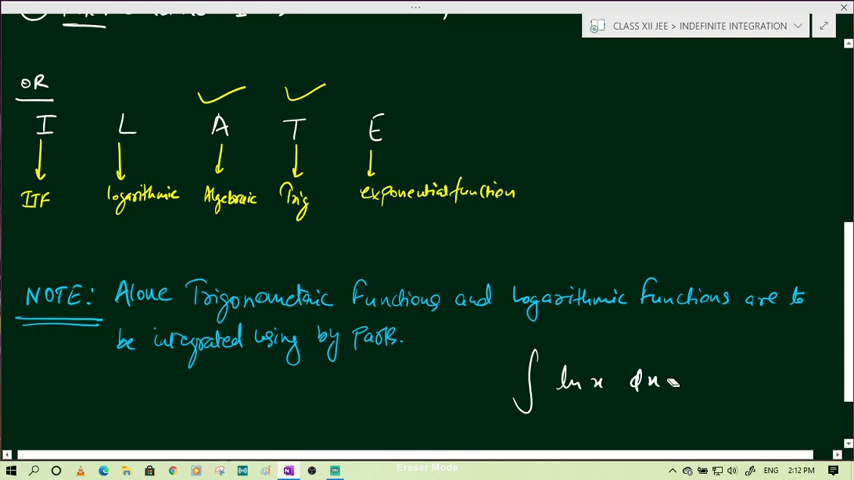 CLASS XII JEE > INDEFINITE INTEGRATION
OR
I L A T E
ITF logarithmic Algebraic Trig exponential function
NOTE: Alone Trigonometric Functions and Logarithmic Functions are to
be integrated using by Parts.
∫ ln x dx
ENG 2:12 PM
Eraser Mode